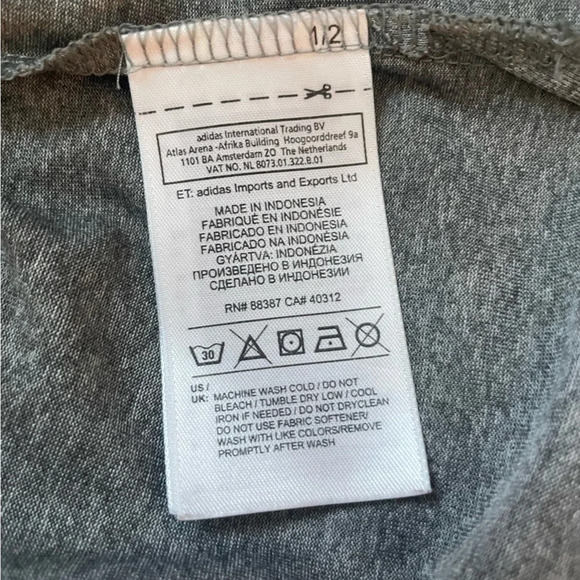 1/2
adidas International Trading BV
Atlas Arena -Afrika Building Hoogoorddreef 9a
1101 BA Amsterdam ZO The Netherlands
VAT NO. NL 8073.01.322.B.01
ET: adidas Imports and Exports Ltd
MADE IN INDONESIA
FABRIQUÉ EN INDONÉSIE
FABRICADO EN INDONESIA
FABRICADO NA INDONÉSIA
GYÁRTVA: INDONÉZIA
ПРОИЗВЕДЕНО В ИНДОНЕЗИЯ
СДЕЛАНО В ИНДОНЕЗИИ
RN# 88387 CA# 40312
30
US /
UK: MACHINE WASH COLD / DO NOT
BLEACH / TUMBLE DRY LOW / COOL
IRON IF NEEDED / DO NOT DRYCLEAN
DO NOT USE FABRIC SOFTENER/
WASH WITH LIKE COLORS/REMOVE
PROMPTLY AFTER WASH